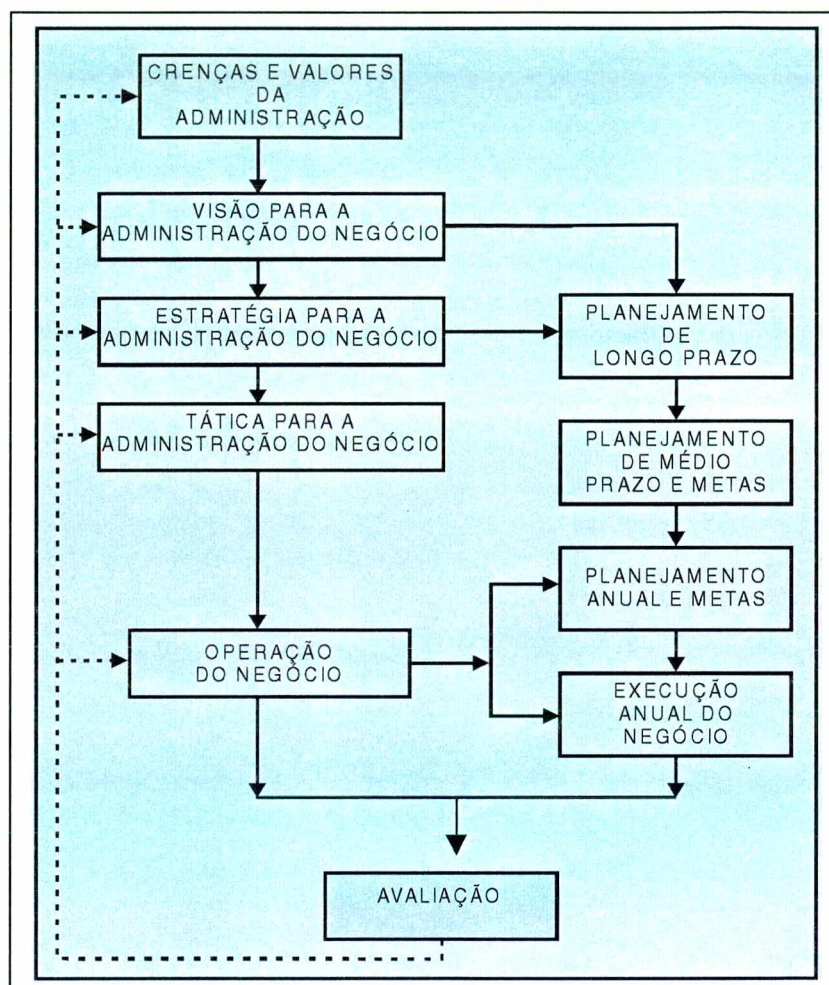 CRENÇAS E VALORES
DA
ADMINISTRAÇÃO
VISÃO PARA A
ADMINISTRAÇÃO DO NEGÓCIO
ESTRATÉGIA PARA A
ADMINISTRAÇÃO DO NEGÓCIO
PLANEJAMENTO
DE
LONGO PRAZO
TÁTICA PARA A
ADMINISTRAÇÃO DO NEGÓCIO
PLANEJAMENTO
DE MÉDIO
PRAZO E METAS
PLANEJAMENTO
ANUAL E METAS
OPERAÇÃO
DO NEGÓCIO
EXECUÇÃO
ANUAL DO
NEGÓCIO
AVALIAÇÃO